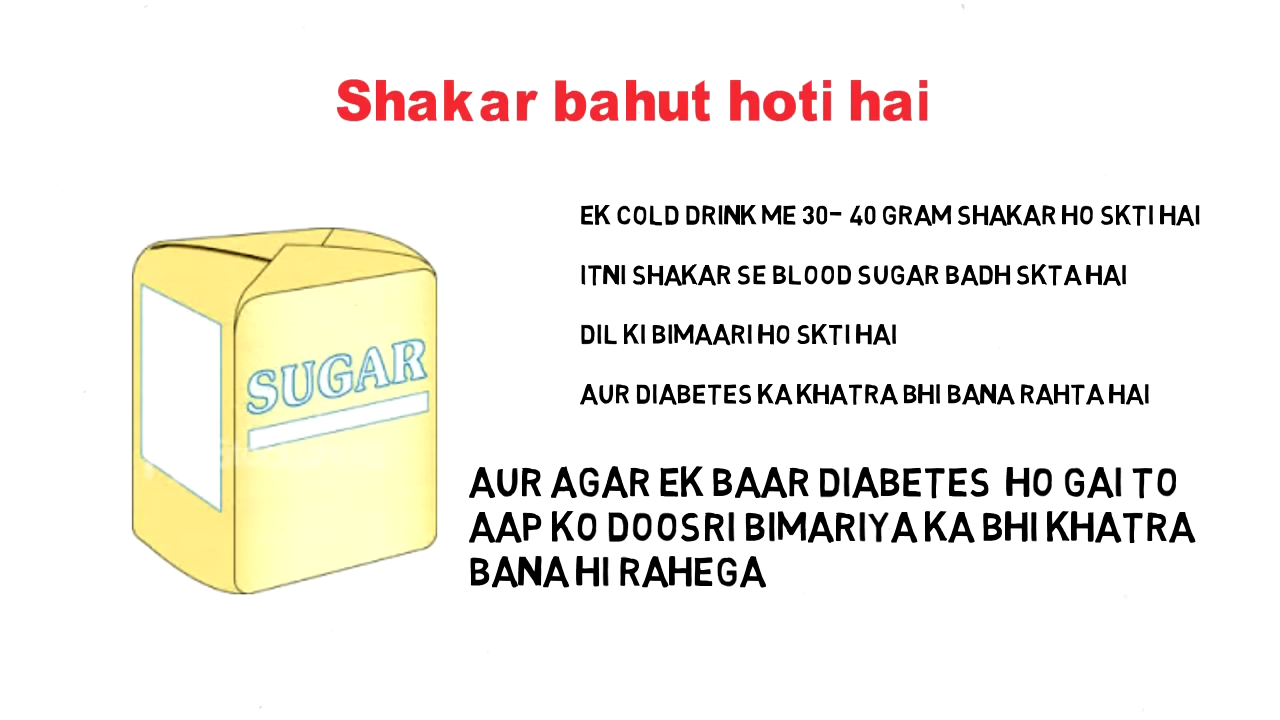 Shakar bahut hoti hai
EK COLD DRINK ME 30- 40 GRAM SHAKAR HO SKTI HAI
ITNI SHAKAR SE BLOOD SUGAR BADH SKTA HAI
DIL KI BIMAARI HO SKTI HAI
AUR DIABETES KA KHATRA BHI BANA RAHTA HAI
SUGAR
AUR AGAR EK BAAR DIABETES HO GAI TO
AAP KO DOOSRI BIMARIYA KA BHI KHATRA
BANA HI RAHEGA